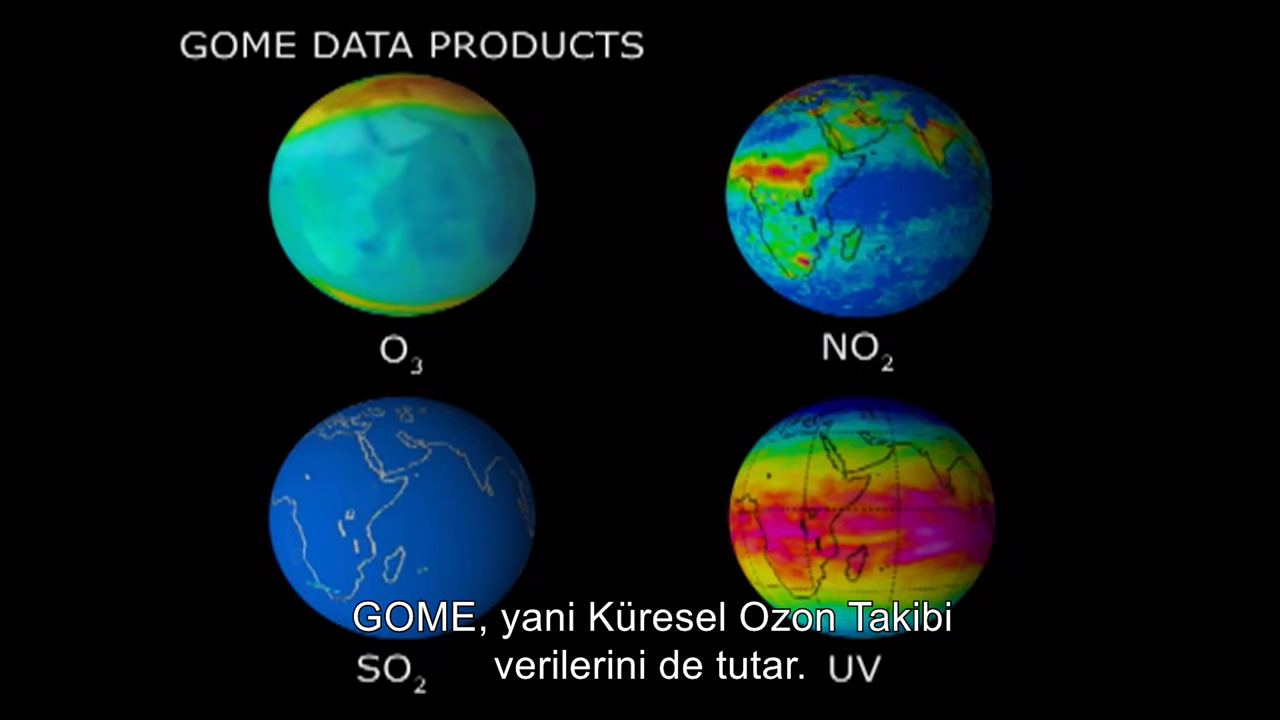 GOME DATA PRODUCTS
O₃
NO₂
GOME, yani Küresel Ozon Takibi
verilerini de tutar.
SO₂
UV